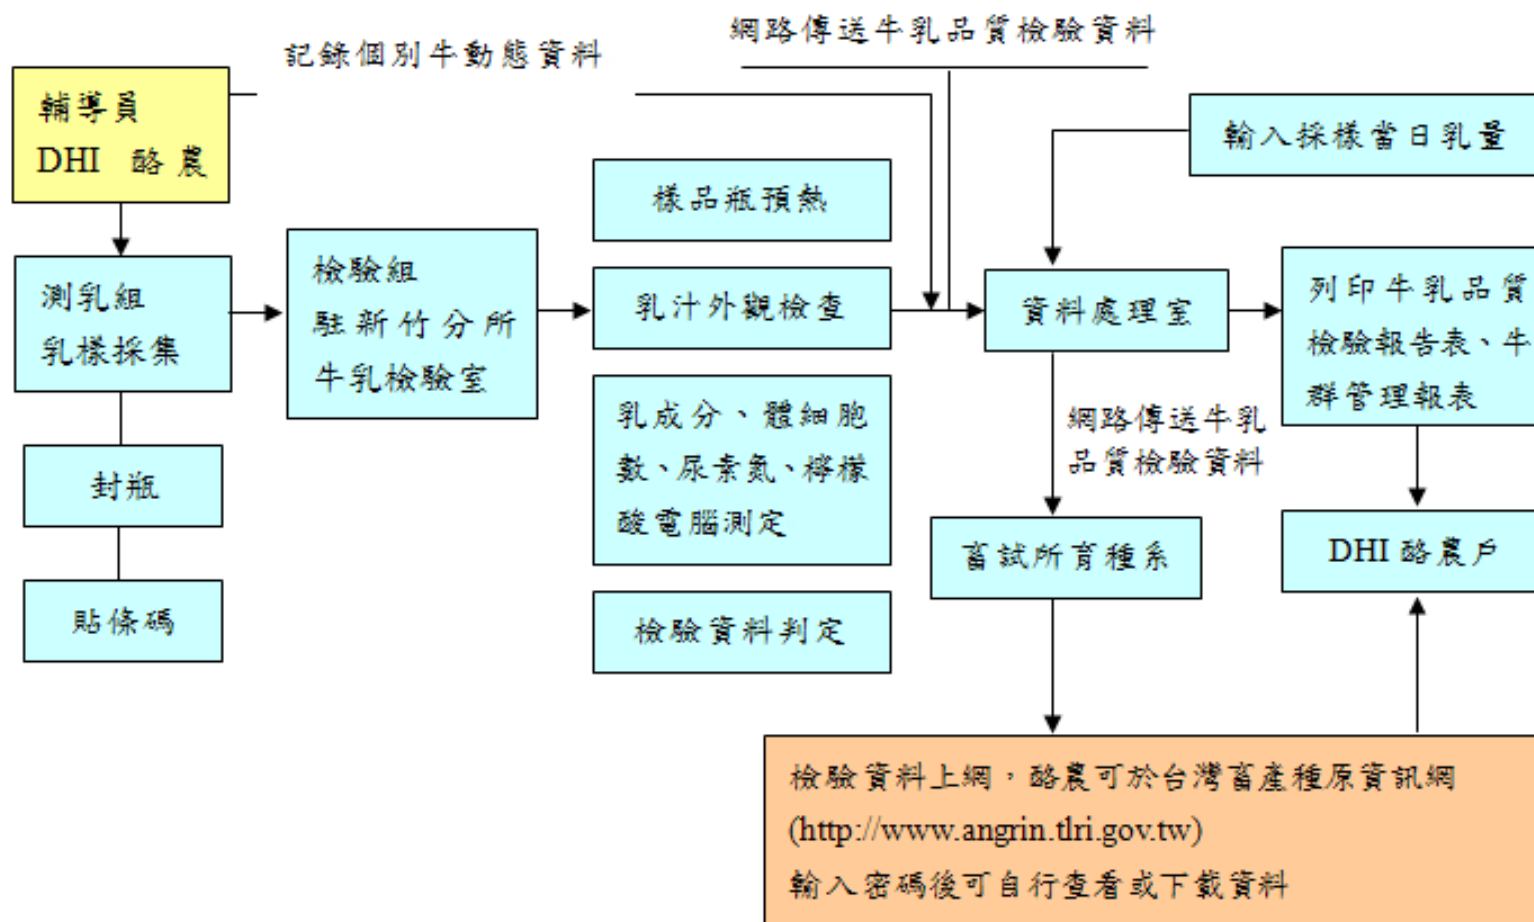 記錄個別牛動態資料
網路傳送牛乳品質檢驗資料
輔導員
DHI 酪農
輸入採樣當日乳量
樣品瓶預熱
測乳組
乳樣採集
檢驗組
駐新竹分所
牛乳檢驗室
乳汁外觀檢查
資料處理室
列印牛乳品質
檢驗報告表、牛
群管理報表
乳成分、體細胞
數、尿素氮、檸檬
酸電腦測定
網路傳送牛乳
品質檢驗資料
封瓶
畜試所育種系
DHI 酪農戶
貼條碼
檢驗資料判定
檢驗資料上網，酪農可於台灣畜產種原資訊網
(http://www.angrin.tlri.gov.tw)
輸入密碼後可自行查看或下載資料